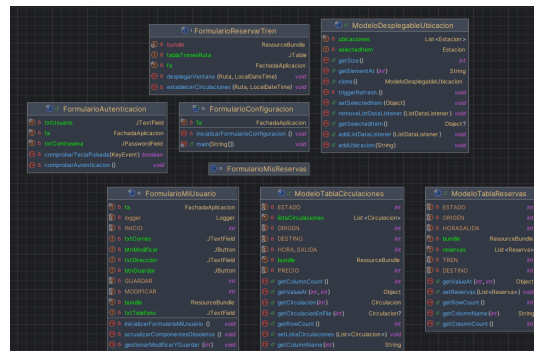 FormularioReservarTren
bundle ResourceBundle
tablaTrenesRuta JTable
fa FachadaAplicacion
desplegarVentana (Ruta, LocalDateTime) void
establecerCirculaciones (Ruta, LocalDateTime) void
ModeloDesplegableUbicacion
ubicaciones List <Estacion>
selectedItem Estacion
getSize() int
getElementAt (int) String
clone() ModeloDesplegableUbicacion
triggerRefresh () void
setSelectedItem (Object) void
removeListDataListener (ListDataListener) void
getSelectedItem() Object?
addListDataListener (ListDataListener) void
addUbicacion(String) void
FormularioAutenticacion
txtUsuario JTextField
fa FachadaAplicacion
txtContrasena JPasswordField
comprobarTeclaPulsada(KeyEvent) boolean
comprobarAutenticacion () void
FormularioConfiguracion
fa FachadaAplicacion
inicializarFormularioConfiguracion () void
main(String[]) void
FormularioMisReservas
FormularioMiUsuario
fa FachadaAplicacion
logger Logger
INICIO int
txtCorreo JTextField
btnModificar JButton
txtDireccion JTextField
btnGuardar JButton
GUARDAR int
MODIFICAR int
bundle ResourceBundle
txtTelefono JTextField
inicializarFormularioMiUsuario () void
actualizarComponentesObsoletos () void
gestionarModificarYGuardar (int) void
ModeloTablaCirculaciones
ESTADO int
listaCirculaciones List <Circulacion>
ORIGEN int
DESTINO int
HORA_SALIDA int
bundle ResourceBundle
PRECIO int
getColumnCount () int
getValueAt (int, int) Object
getCirculacion (int) Circulacion
getCirculacionEnFila (int) Circulacion?
getRowCount () int
setListaCirculaciones (List<Circulacion>) void
getColumnName(int) String
ModeloTablaReservas
ESTADO int
ORIGEN int
HORASALIDA int
bundle ResourceBundle
reservas List <Reserva>
TREN int
DESTINO int
getValueAt (int, int) Object
setReservas (List<Reserva>) void
getRowCount () int
getColumnName(int) String
getColumnCount () int